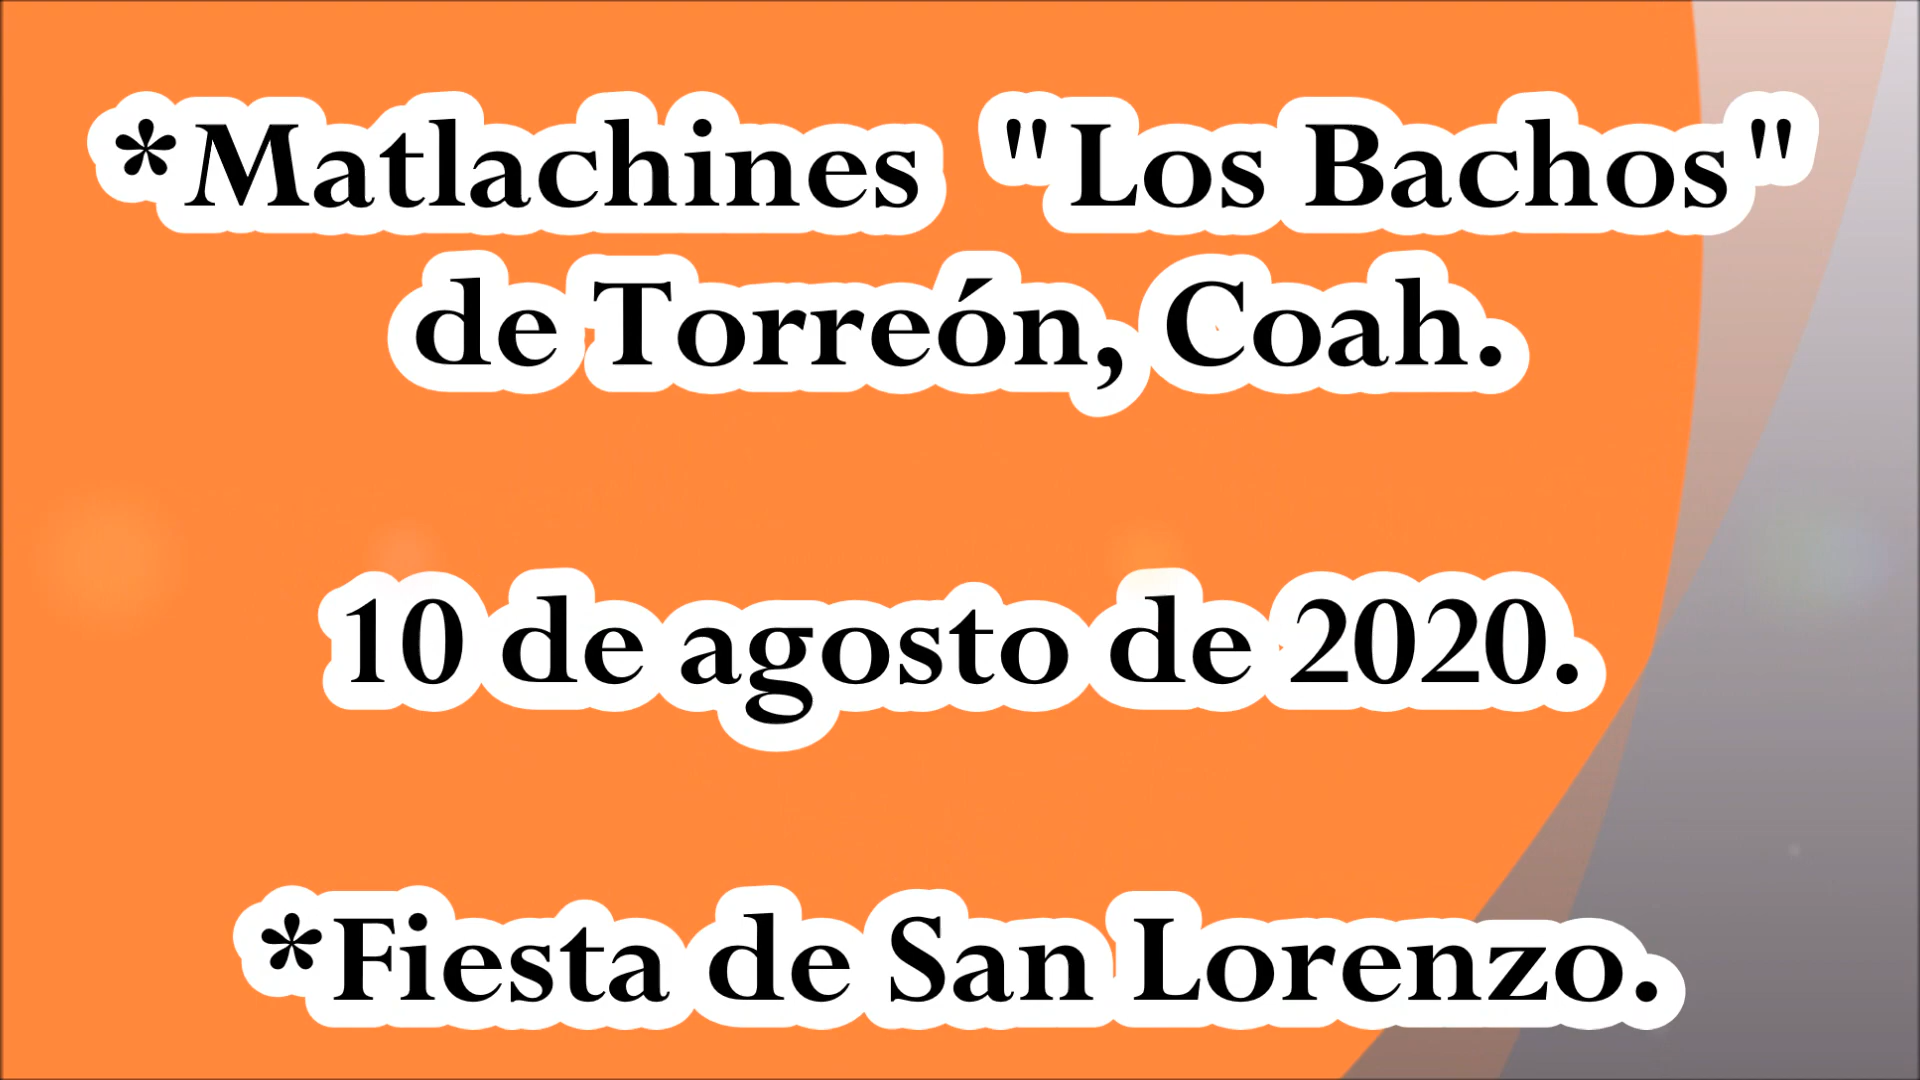 *Matlachines "Los Bachos"
de Torreón, Coah.
10 de agosto de 2020.
*Fiesta de San Lorenzo.